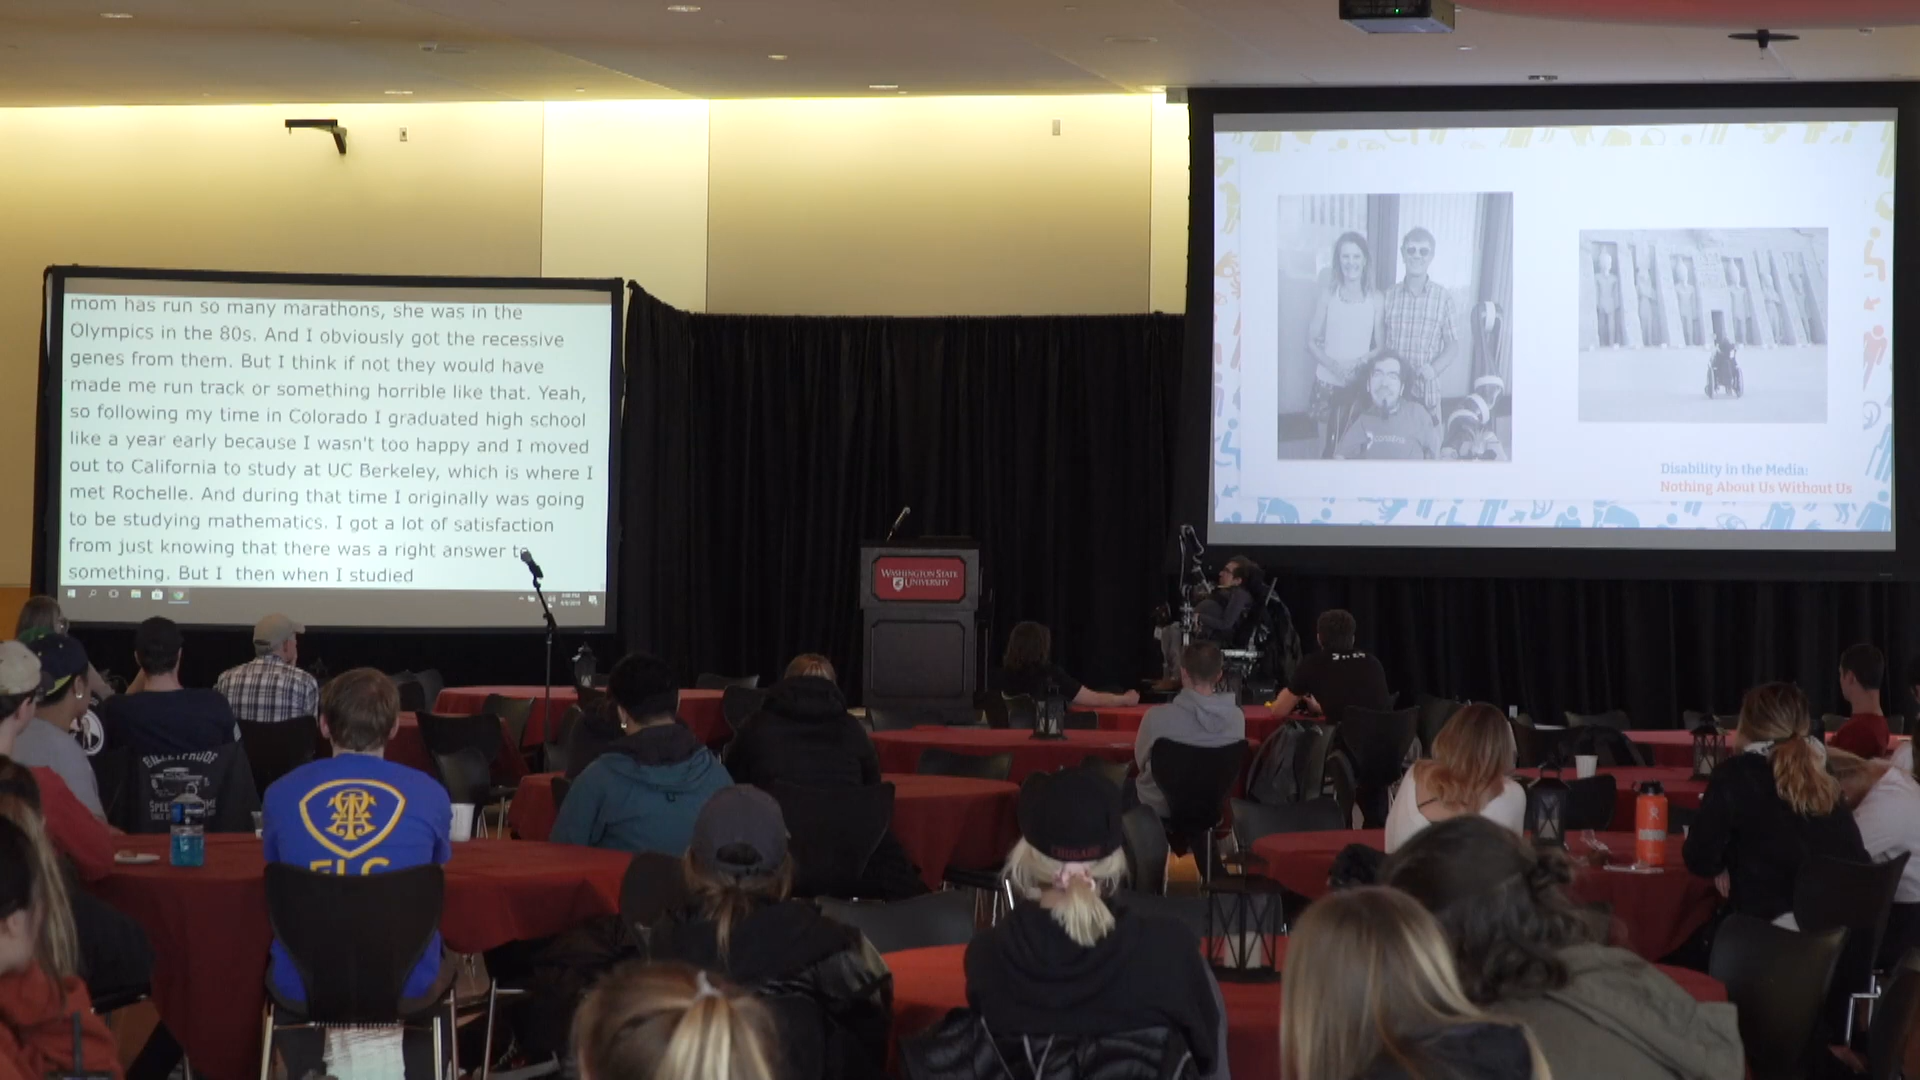 mom has run so many marathons, she was in the
Olympics in the 80s. And I obviously got the recessive
genes from them. But I think if not they would have
made me run track or something horrible like that. Yeah,
so following my time in Colorado I graduated high school
like a year early because I wasn't too happy and I moved
out to California to study at UC Berkeley, which is where I
met Rochelle. And during that time I originally was going
to be studying mathematics. I got a lot of satisfaction
from just knowing that there was a right answer to
something. But I then when I studied
Disability in the Media:
Nothing About Us Without Us
WASHINGTON STATE
UNIVERSITY
BULLETPROOF
FLC